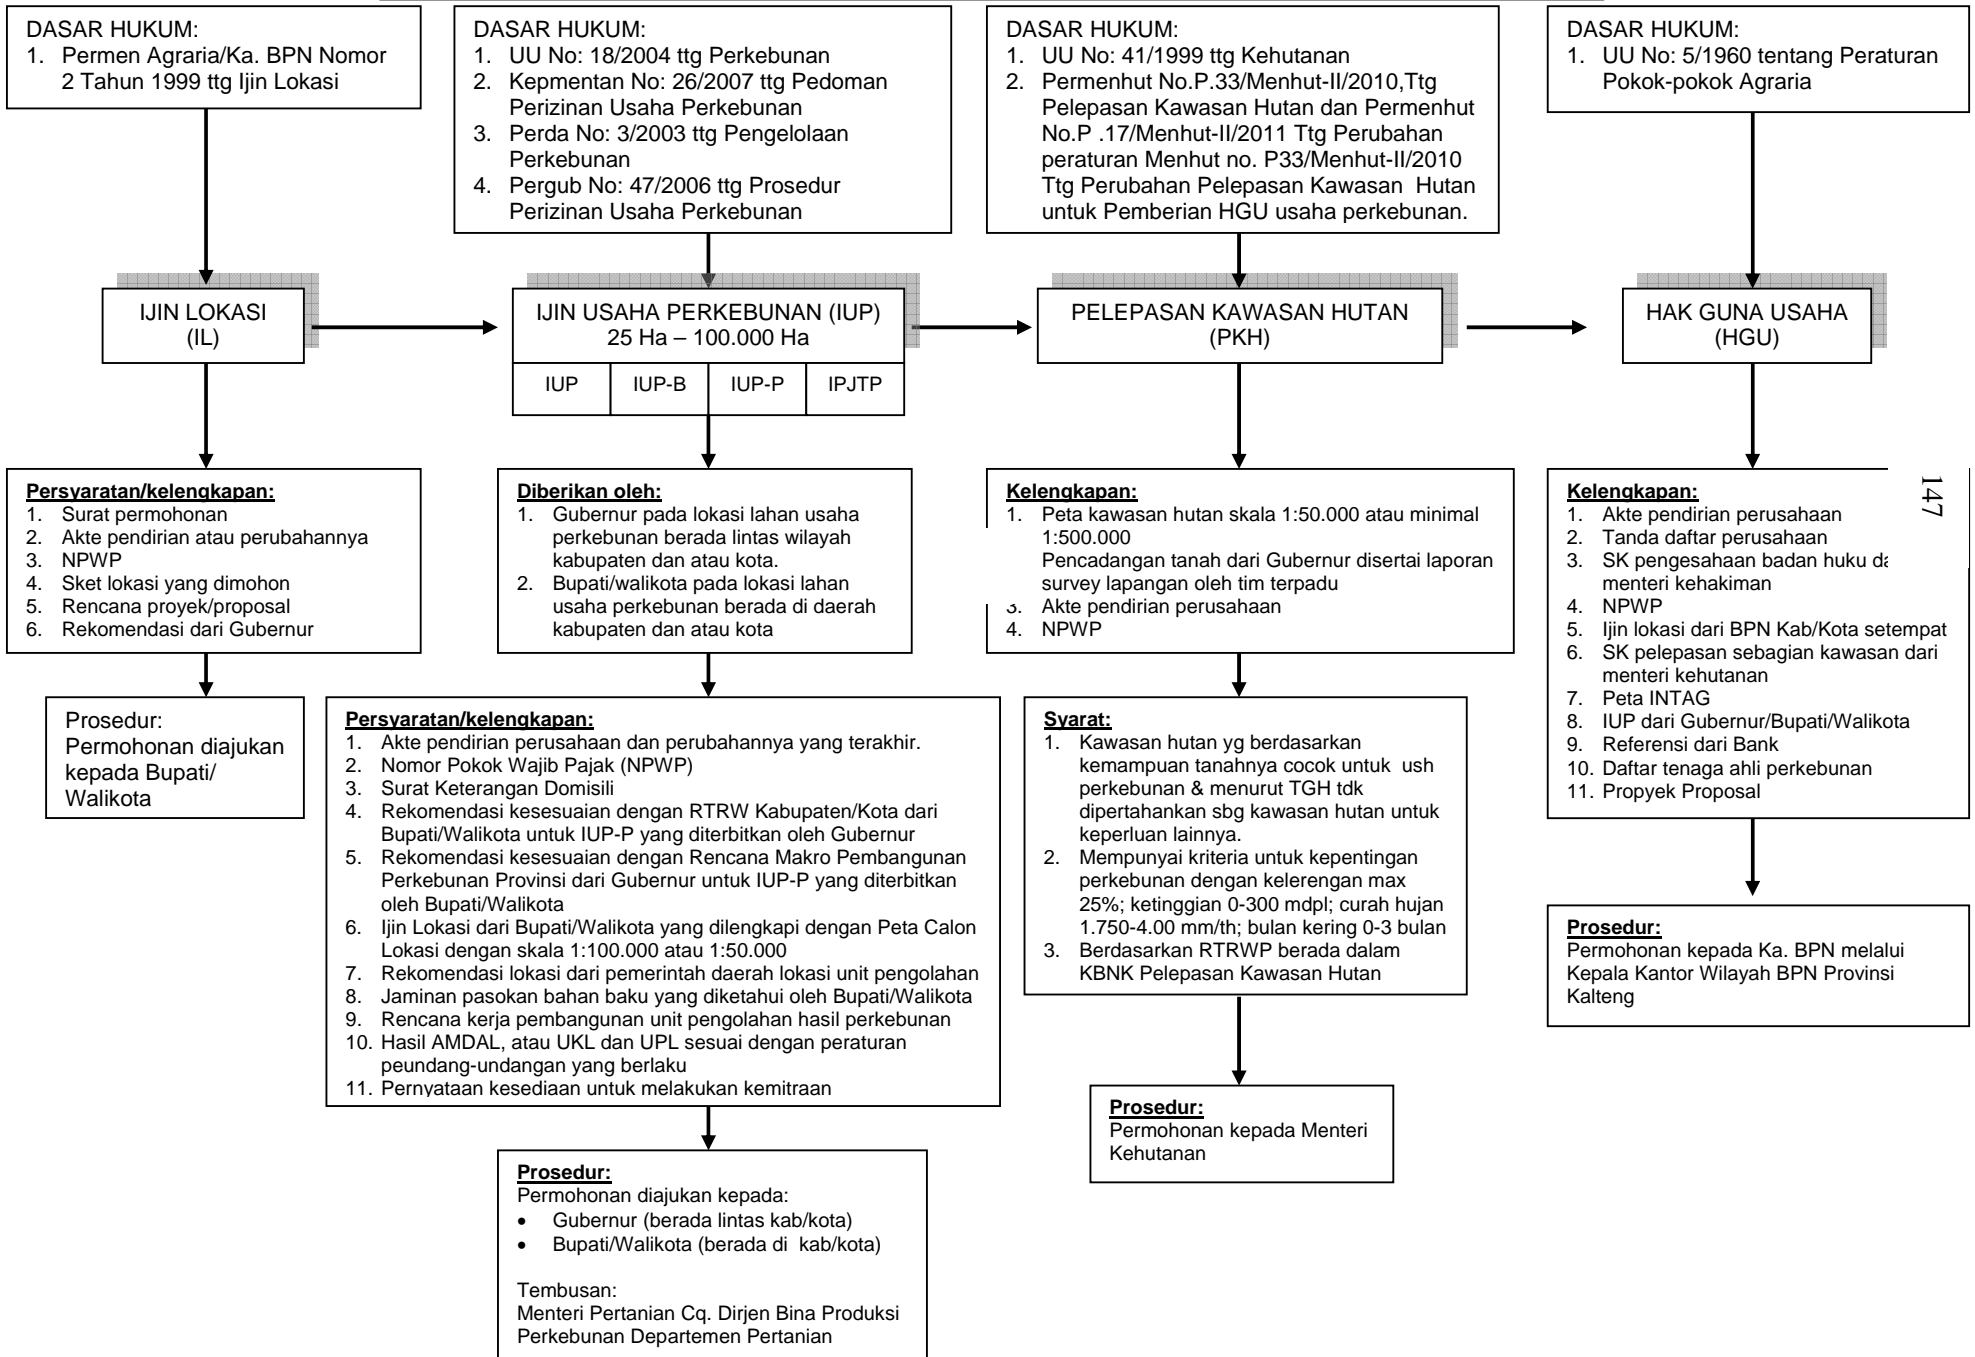 DASAR HUKUM:
1. Permen Agraria/Ka. BPN Nomor
2 Tahun 1999 ttg Ijin Lokasi
DASAR HUKUM:
1. UU No: 18/2004 ttg Perkebunan
2. Kepmentan No: 26/2007 ttg Pedoman
Perizinan Usaha Perkebunan
3. Perda No: 3/2003 ttg Pengelolaan
Perkebunan
4. Pergub No: 47/2006 ttg Prosedur
Perizinan Usaha Perkebunan
DASAR HUKUM:
1. UU No: 41/1999 ttg Kehutanan
2. Permenhut No.P.33/Menhut-II/2010,Ttg
Pelepasan Kawasan Hutan dan Permenhut
No.P .17/Menhut-II/2011 Ttg Perubahan
peraturan Menhut no. P33/Menhut-II/2010
Ttg Perubahan Pelepasan Kawasan Hutan
untuk Pemberian HGU usaha perkebunan.
DASAR HUKUM:
1. UU No: 5/1960 tentang Peraturan
Pokok-pokok Agraria
IJIN LOKASI
(IL)
IJIN USAHA PERKEBUNAN (IUP)
25 Ha – 100.000 Ha
IUP IUP-B IUP-P IPJTP
PELEPASAN KAWASAN HUTAN
(PKH)
HAK GUNA USAHA
(HGU)
Persyaratan/kelengkapan:
1. Surat permohonan
2. Akte pendirian atau perubahannya
3. NPWP
4. Sket lokasi yang dimohon
5. Rencana proyek/proposal
6. Rekomendasi dari Gubernur
Prosedur:
Permohonan diajukan
kepada Bupati/
Walikota
Diberikan oleh:
1. Gubernur pada lokasi lahan usaha
perkebunan berada lintas wilayah
kabupaten dan atau kota.
2. Bupati/walikota pada lokasi lahan
usaha perkebunan berada di daerah
kabupaten dan atau kota
Persyaratan/kelengkapan:
1. Akte pendirian perusahaan dan perubahannya yang terakhir.
2. Nomor Pokok Wajib Pajak (NPWP)
3. Surat Keterangan Domisili
4. Rekomendasi kesesuaian dengan RTRW Kabupaten/Kota dari
Bupati/Walikota untuk IUP-P yang diterbitkan oleh Gubernur
5. Rekomendasi kesesuaian dengan Rencana Makro Pembangunan
Perkebunan Provinsi dari Gubernur untuk IUP-P yang diterbitkan
oleh Bupati/Walikota
6. Ijin Lokasi dari Bupati/Walikota yang dilengkapi dengan Peta Calon
Lokasi dengan skala 1:100.000 atau 1:50.000
7. Rekomendasi lokasi dari pemerintah daerah lokasi unit pengolahan
8. Jaminan pasokan bahan baku yang diketahui oleh Bupati/Walikota
9. Rencana kerja pembangunan unit pengolahan hasil perkebunan
10. Hasil AMDAL, atau UKL dan UPL sesuai dengan peraturan
peundang-undangan yang berlaku
11. Pernyataan kesediaan untuk melakukan kemitraan
Prosedur:
Permohonan diajukan kepada:
• Gubernur (berada lintas kab/kota)
• Bupati/Walikota (berada di kab/kota)
Tembusan:
Menteri Pertanian Cq. Dirjen Bina Produksi
Perkebunan Departemen Pertanian
Kelengkapan:
1. Peta kawasan hutan skala 1:50.000 atau minimal
1:500.000
Pencadangan tanah dari Gubernur disertai laporan
survey lapangan oleh tim terpadu
3. Akte pendirian perusahaan
4. NPWP
Syarat:
1. Kawasan hutan yg berdasarkan
kemampuan tanahnya cocok untuk ush
perkebunan & menurut TGH tdk
dipertahankan sbg kawasan hutan untuk
keperluan lainnya.
2. Mempunyai kriteria untuk kepentingan
perkebunan dengan kelerengan max
25%; ketinggian 0-300 mdpl; curah hujan
1.750-4.00 mm/th; bulan kering 0-3 bulan
3. Berdasarkan RTRWP berada dalam
KBNK Pelepasan Kawasan Hutan
Prosedur:
Permohonan kepada Menteri
Kehutanan
Kelengkapan:
1. Akte pendirian perusahaan
2. Tanda daftar perusahaan
3. SK pengesahaan badan huku
menteri kehakiman
4. NPWP
5. Ijin lokasi dari BPN Kab/Kota setempat
6. SK pelepasan sebagian kawasan dari
menteri kehutanan
7. Peta INTAG
8. IUP dari Gubernur/Bupati/Walikota
9. Referensi dari Bank
10. Daftar tenaga ahli perkebunan
11. Propyek Proposal
Prosedur:
Permohonan kepada Ka. BPN melalui
Kepala Kantor Wilayah BPN Provinsi
Kalteng
147